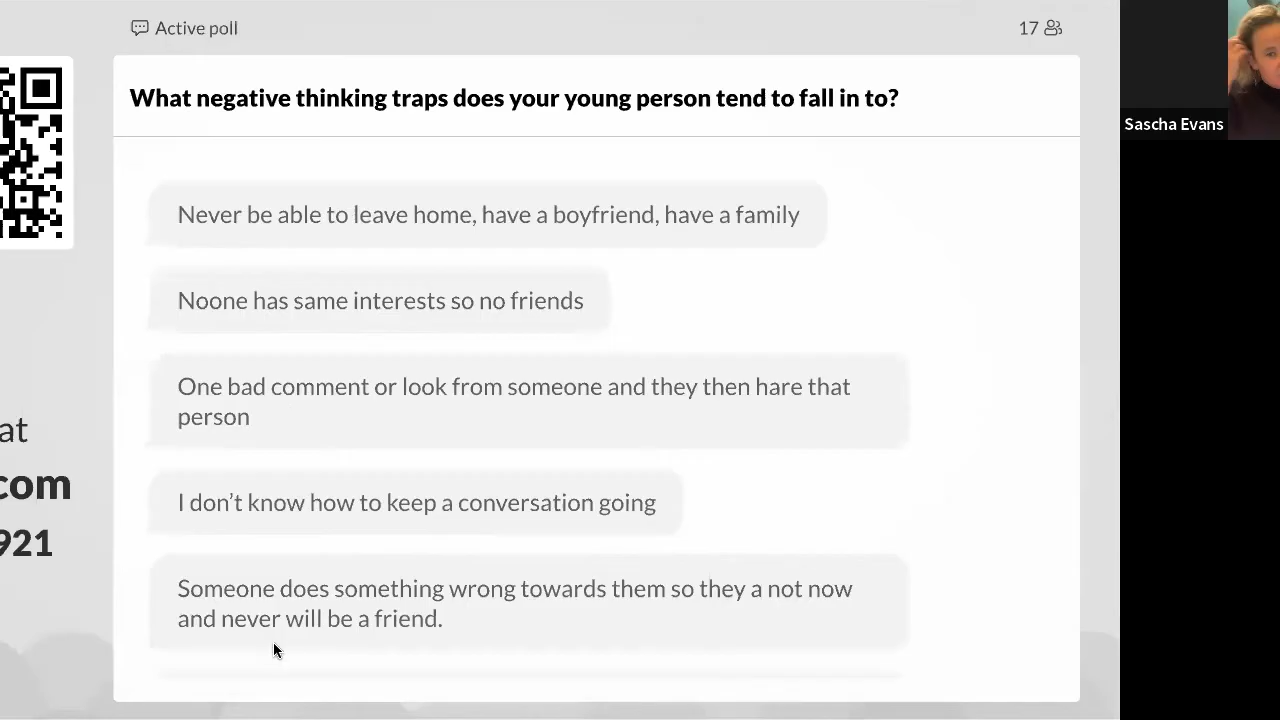 Active poll
17
What negative thinking traps does your young person tend to fall in to?
Sascha Evans
Never be able to leave home, have a boyfriend, have a family
Noone has same interests so no friends
One bad comment or look from someone and they then hare that
person
at
com
I don't know how to keep a conversation going
921
Someone does something wrong towards them so they a not now
and never will be a friend.